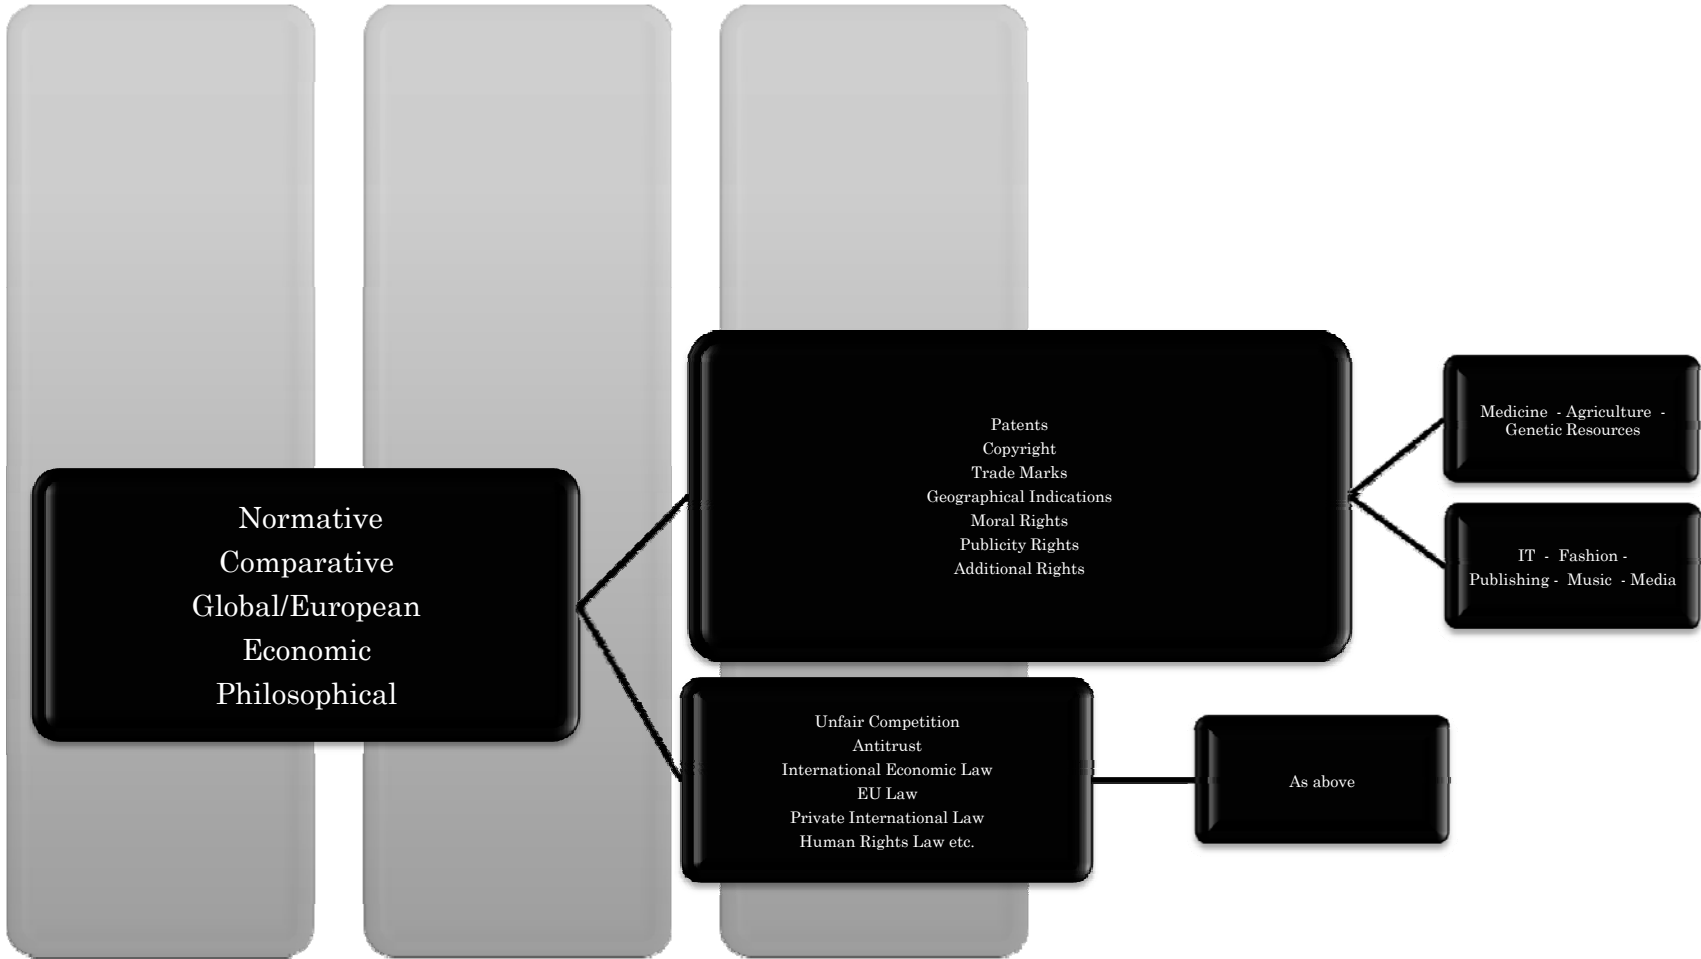 Normative
Comparative
Global/European
Economic
Philosophical
Patents
Copyright
Trade Marks
Geographical Indications
Moral Rights
Publicity Rights
Additional Rights
Medicine - Agriculture -
Genetic Resources
IT - Fashion -
Publishing - Music - Media
Unfair Competition
Antitrust
International Economic Law
EU Law
Private International Law
Human Rights Law etc.
As above